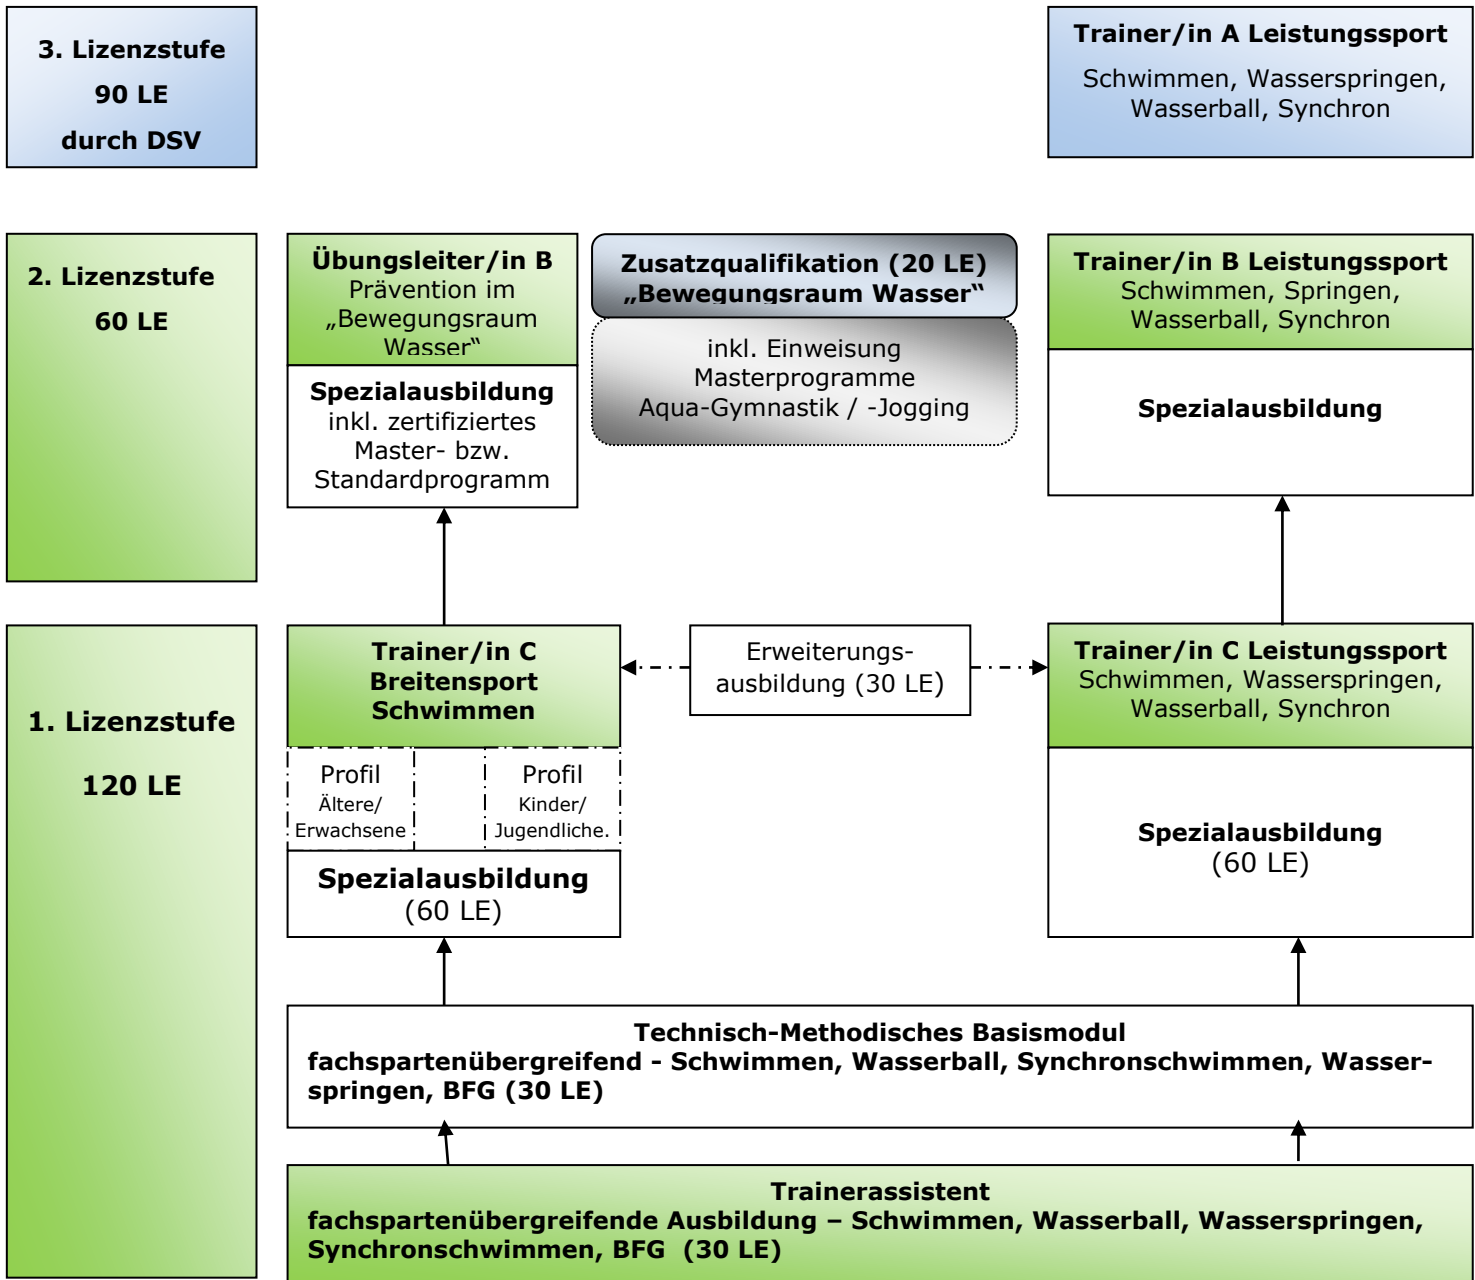 3. Lizenzstufe
90 LE
durch DSV
Trainer/in A Leistungssport
Schwimmen, Wasserspringen,
Wasserball, Synchron
2. Lizenzstufe
60 LE
Übungsleiter/in B
Prävention im
„Bewegungsraum
Wasser“
Spezialausbildung
inkl. zertifiziertes
Master- bzw.
Standardprogramm
Zusatzqualifikation (20 LE)
„Bewegungsraum Wasser“
inkl. Einweisung
Masterprogramme
Aqua-Gymnastik / -Jogging
Trainer/in B Leistungssport
Schwimmen, Springen,
Wasserball, Synchron
Spezialausbildung
1. Lizenzstufe
120 LE
Trainer/in C
Breitensport
Schwimmen
Profil
Ältere/
Erwachsene
Profil
Kinder/
Jugendliche.
Spezialausbildung
(60 LE)
Erweiterungs-
ausbildung (30 LE)
Trainer/in C Leistungssport
Schwimmen, Wasserspringen,
Wasserball, Synchron
Spezialausbildung
(60 LE)
Technisch-Methodisches Basismodul
fachspartenübergreifend - Schwimmen, Wasserball, Synchronschwimmen, Wasser-
springen, BFG (30 LE)
Trainerassistent
fachspartenübergreifende Ausbildung – Schwimmen, Wasserball, Wasserspringen,
Synchronschwimmen, BFG (30 LE)